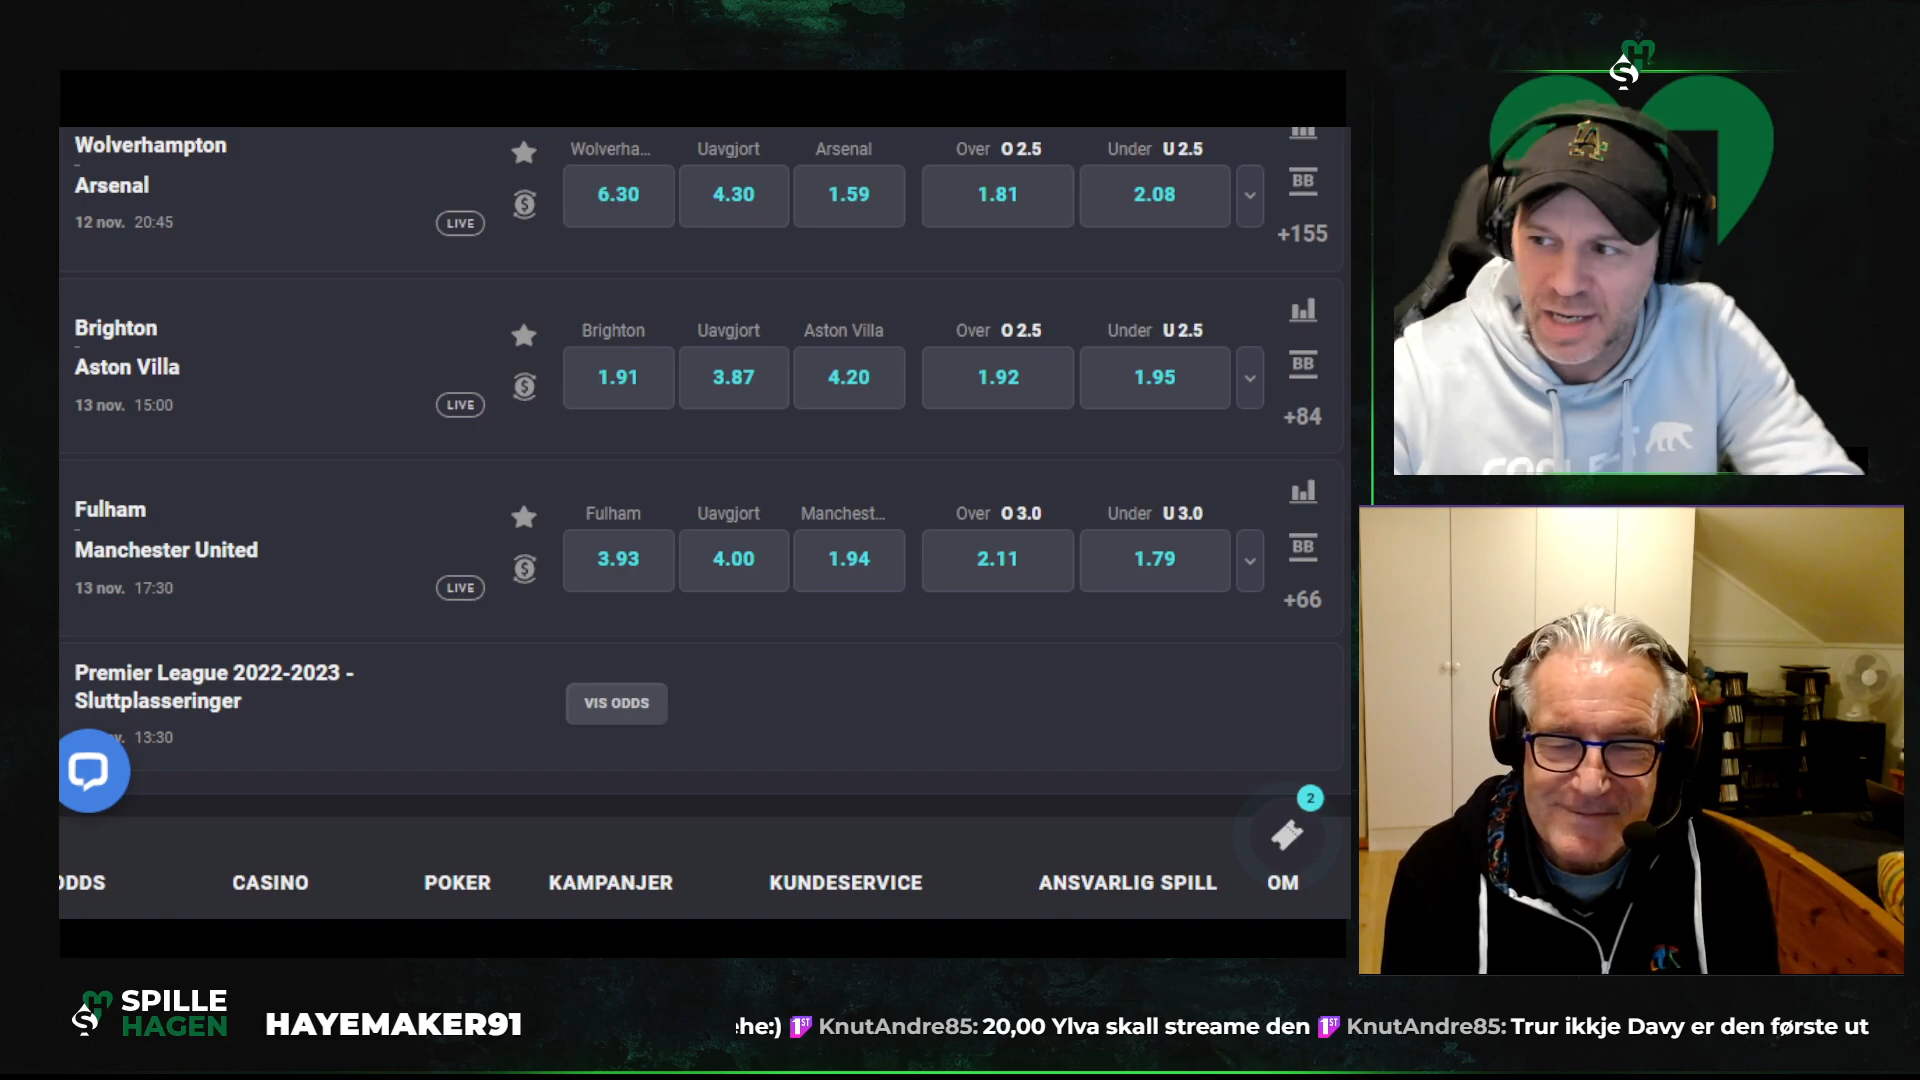 Wolverhampton
-
Arsenal
12 nov. 20:45
LIVE
Wolverha... Uavgjort Arsenal Over O 2.5 Under U 2.5
6.30 4.30 1.59 1.81 2.08
BB
+155
Brighton
-
Aston Villa
13 nov. 15:00
LIVE
Brighton Uavgjort Aston Villa Over O 2.5 Under U 2.5
1.91 3.87 4.20 1.92 1.95
BB
+84
Fulham
-
Manchester United
13 nov. 17:30
LIVE
Fulham Uavgjort Manchest... Over O 3.0 Under U 3.0
3.93 4.00 1.94 2.11 1.79
BB
+66
Premier League 2022-2023 -
Sluttplasseringer
13:30
VIS ODDS
2
ODDS CASINO POKER KAMPANJER KUNDESERVICE ANSVARLIG SPILL OM
SPILLE
HAGEN
HAYEMAKER91
ehe:) 1ST KnutAndre85: 20,00 Ylva skall streame den 1ST KnutAndre85: Trur ikkje Davy er den første ut